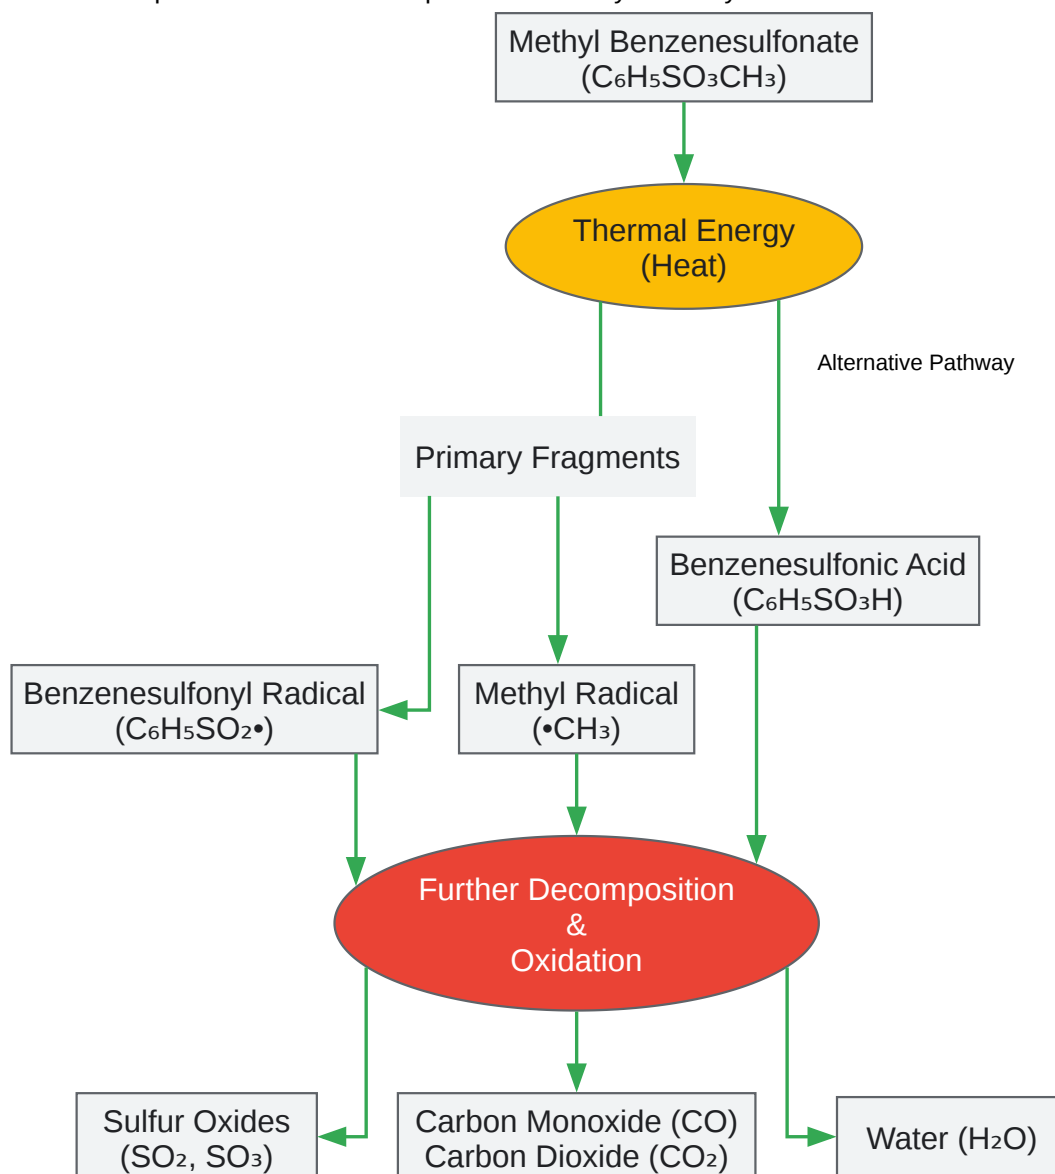 Methyl Benzenesulfonate
(C₆H₅SO₃CH₃)
Thermal Energy
(Heat)
Alternative Pathway
Primary Fragments
Benzenesulfonic Acid
(C₆H₅SO₃H)
Benzenesulfonyl Radical
(C₆H₅SO₂•)
Methyl Radical
(•CH₃)
Further Decomposition
&
Oxidation
Sulfur Oxides
(SO₂, SO₃)
Carbon Monoxide (CO)
Carbon Dioxide (CO₂)
Water (H₂O)